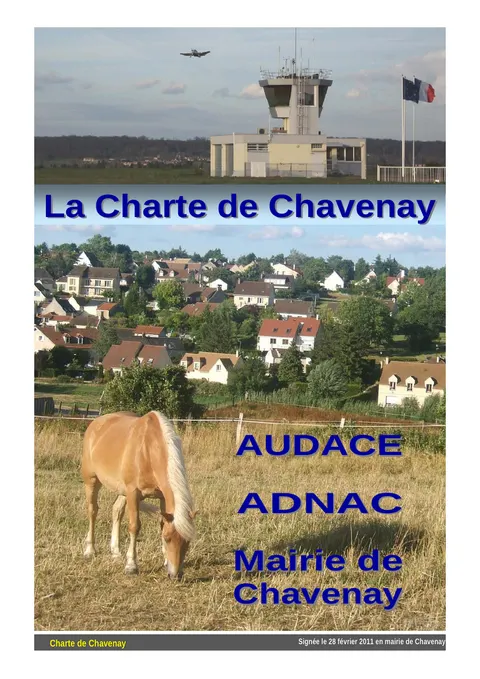 La Charte de Chavenay
AUDACE
ADNAC
Mairie de
Chavenay
Charte de Chavenay
Signée le 28 février 2011 en mairie de Chavenay